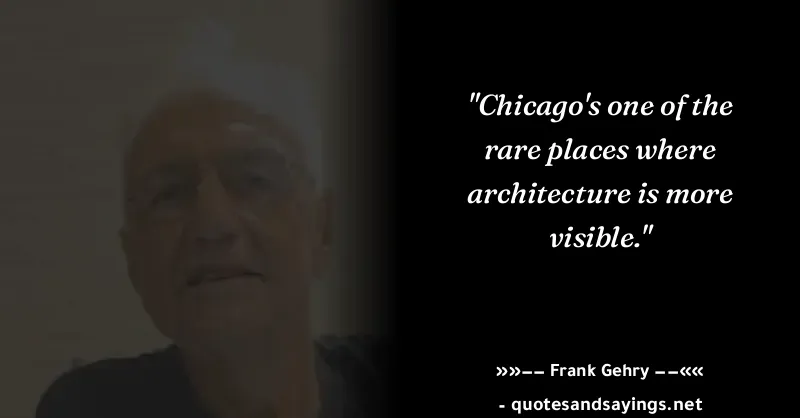 "Chicago's one of the
rare places where
architecture is more
visible."
»»−− Frank Gehry −−««
- quotesandsayings.net